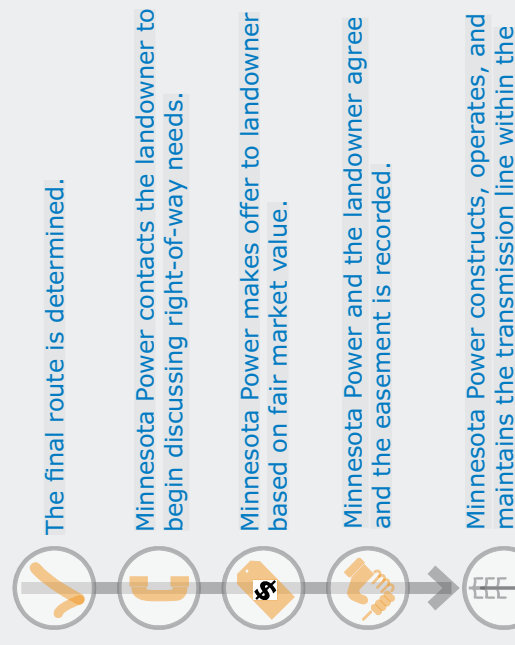 The final route is determined.
Minnesota Power contacts the landowner to
begin discussing right-of-way needs.
Minnesota Power makes offer to landowner
based on fair market value.
$
Minnesota Power and the landowner agree
and the easement is recorded.
Minnesota Power constructs, operates, and
maintains the transmission line within the